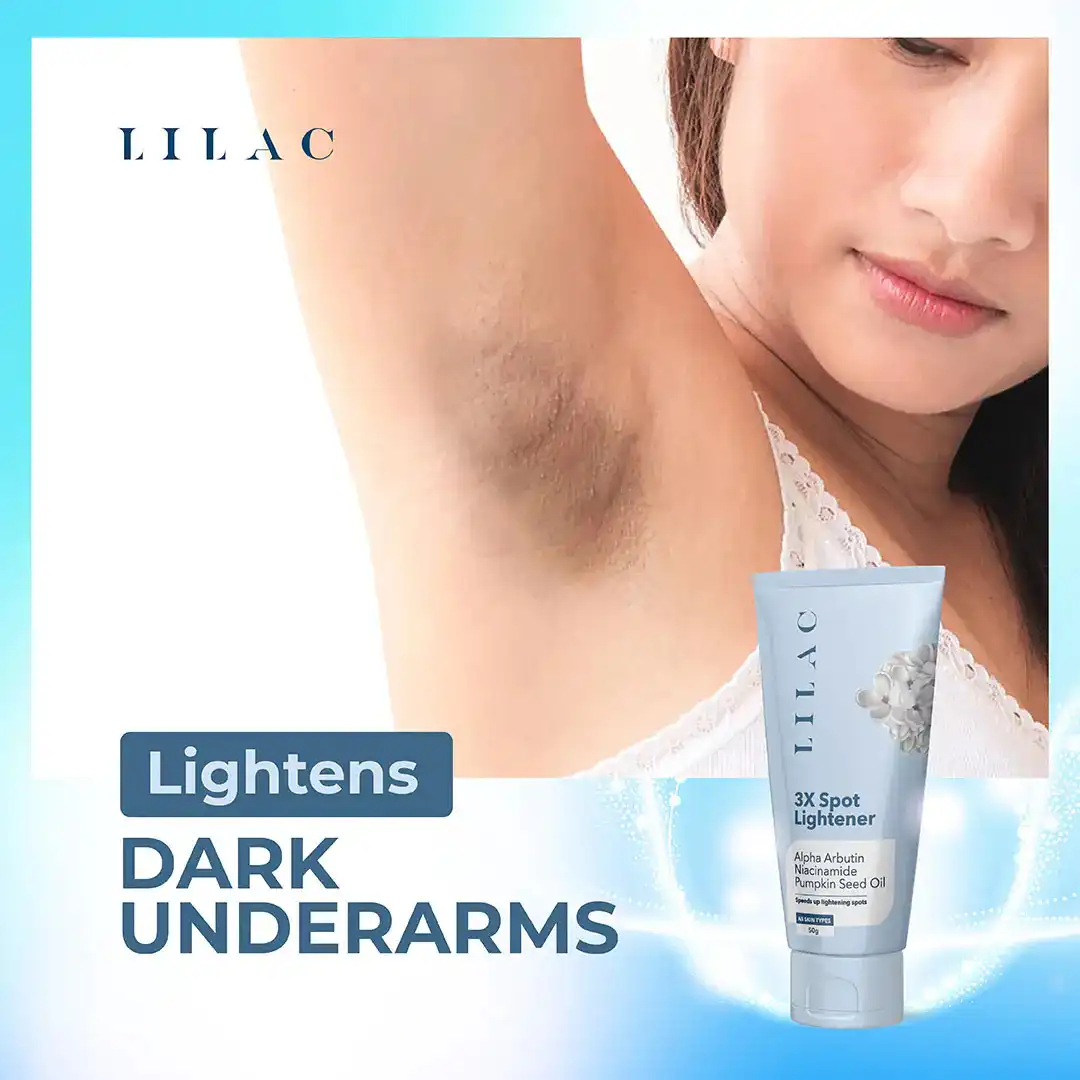 LILAC
Lightens
DARK
UNDERARMS
LILAC
3X Spot
Lightener
Alpha Arbutin
Niacinamide
Pumpkin Seed Oil
Speeds up lightening spots
All SKIN TYPES
50g